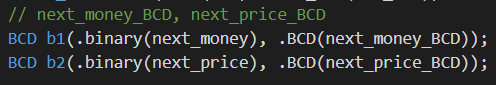 // next_money_BCD, next_price_BCD
BCD b1(.binary(next_money), .BCD(next_money_BCD));
BCD b2(.binary(next_price), .BCD(next_price_BCD));